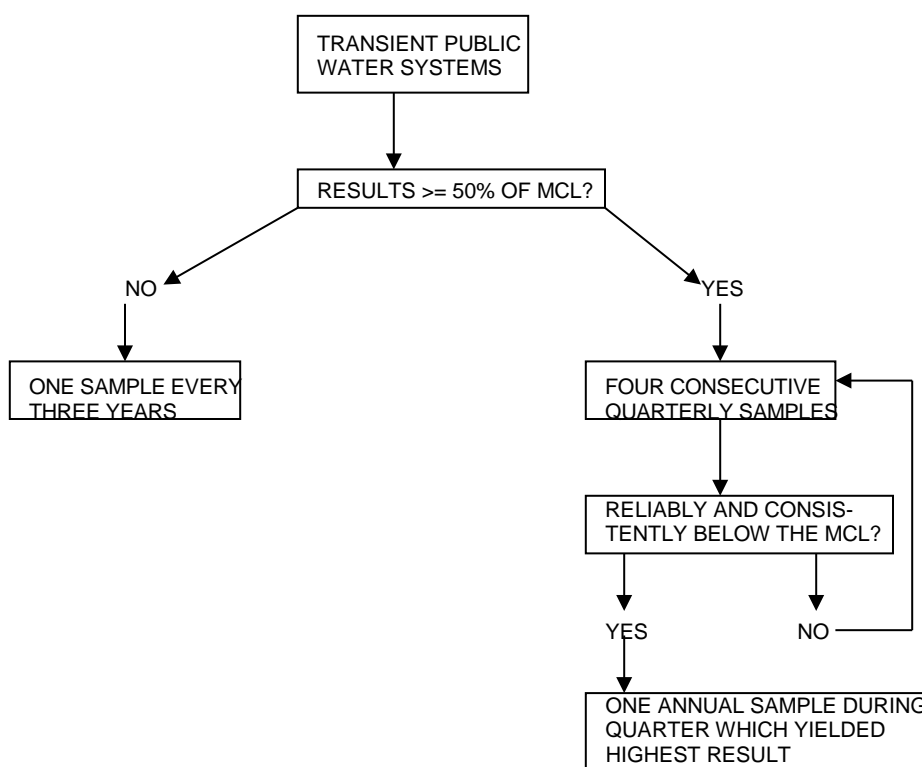 TRANSIENT PUBLIC
WATER SYSTEMS
RESULTS >= 50% OF MCL?
NO
YES
ONE SAMPLE EVERY
THREE YEARS
FOUR CONSECUTIVE
QUARTERLY SAMPLES
RELIABLY AND CONSIS-
TENTLY BELOW THE MCL?
YES
NO
ONE ANNUAL SAMPLE DURING
QUARTER WHICH YIELDED
HIGHEST RESULT